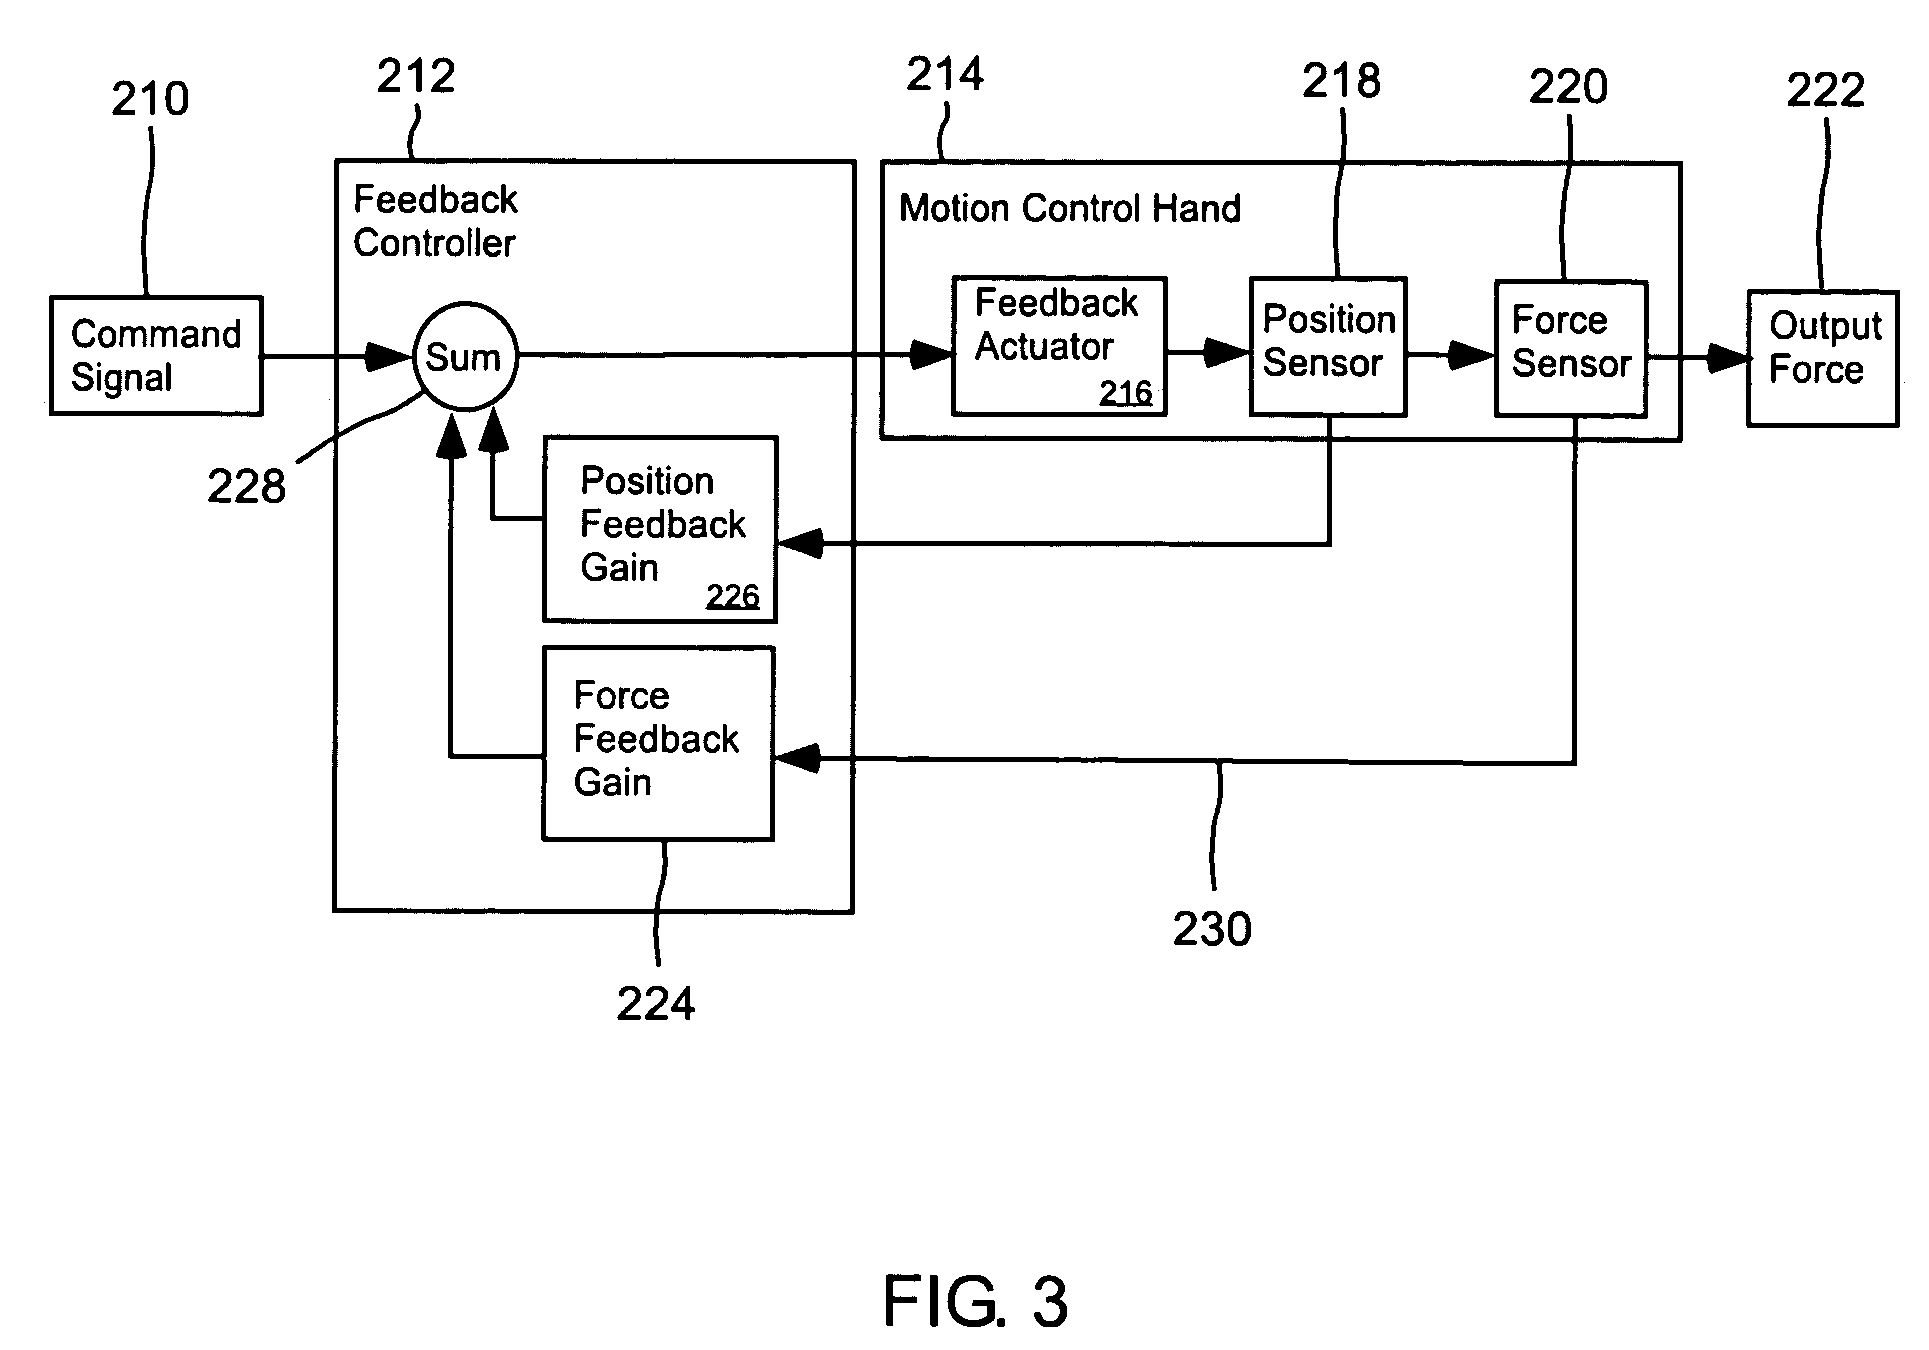 210
212
214
218
220
222
Feedback
Controller
Motion Control Hand
Command
Signal
Sum
Feedback
Actuator
216
Position
Sensor
Force
Sensor
Output
Force
228
Position
Feedback
Gain
226
Force
Feedback
Gain
230
224
FIG. 3